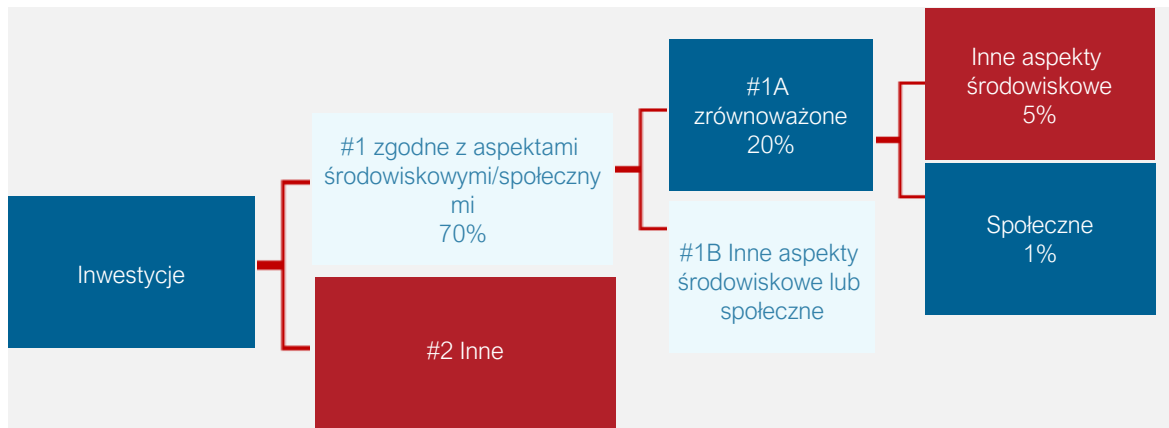 Inwestycje
#1 zgodne z aspektami
środowiskowymi/społeczny
mi
70%
#2 Inne
#1A
zrównoważone
20%
#1B Inne aspekty
środowiskowe lub
społeczne
Inne aspekty
środowiskowe
5%
Społeczne
1%